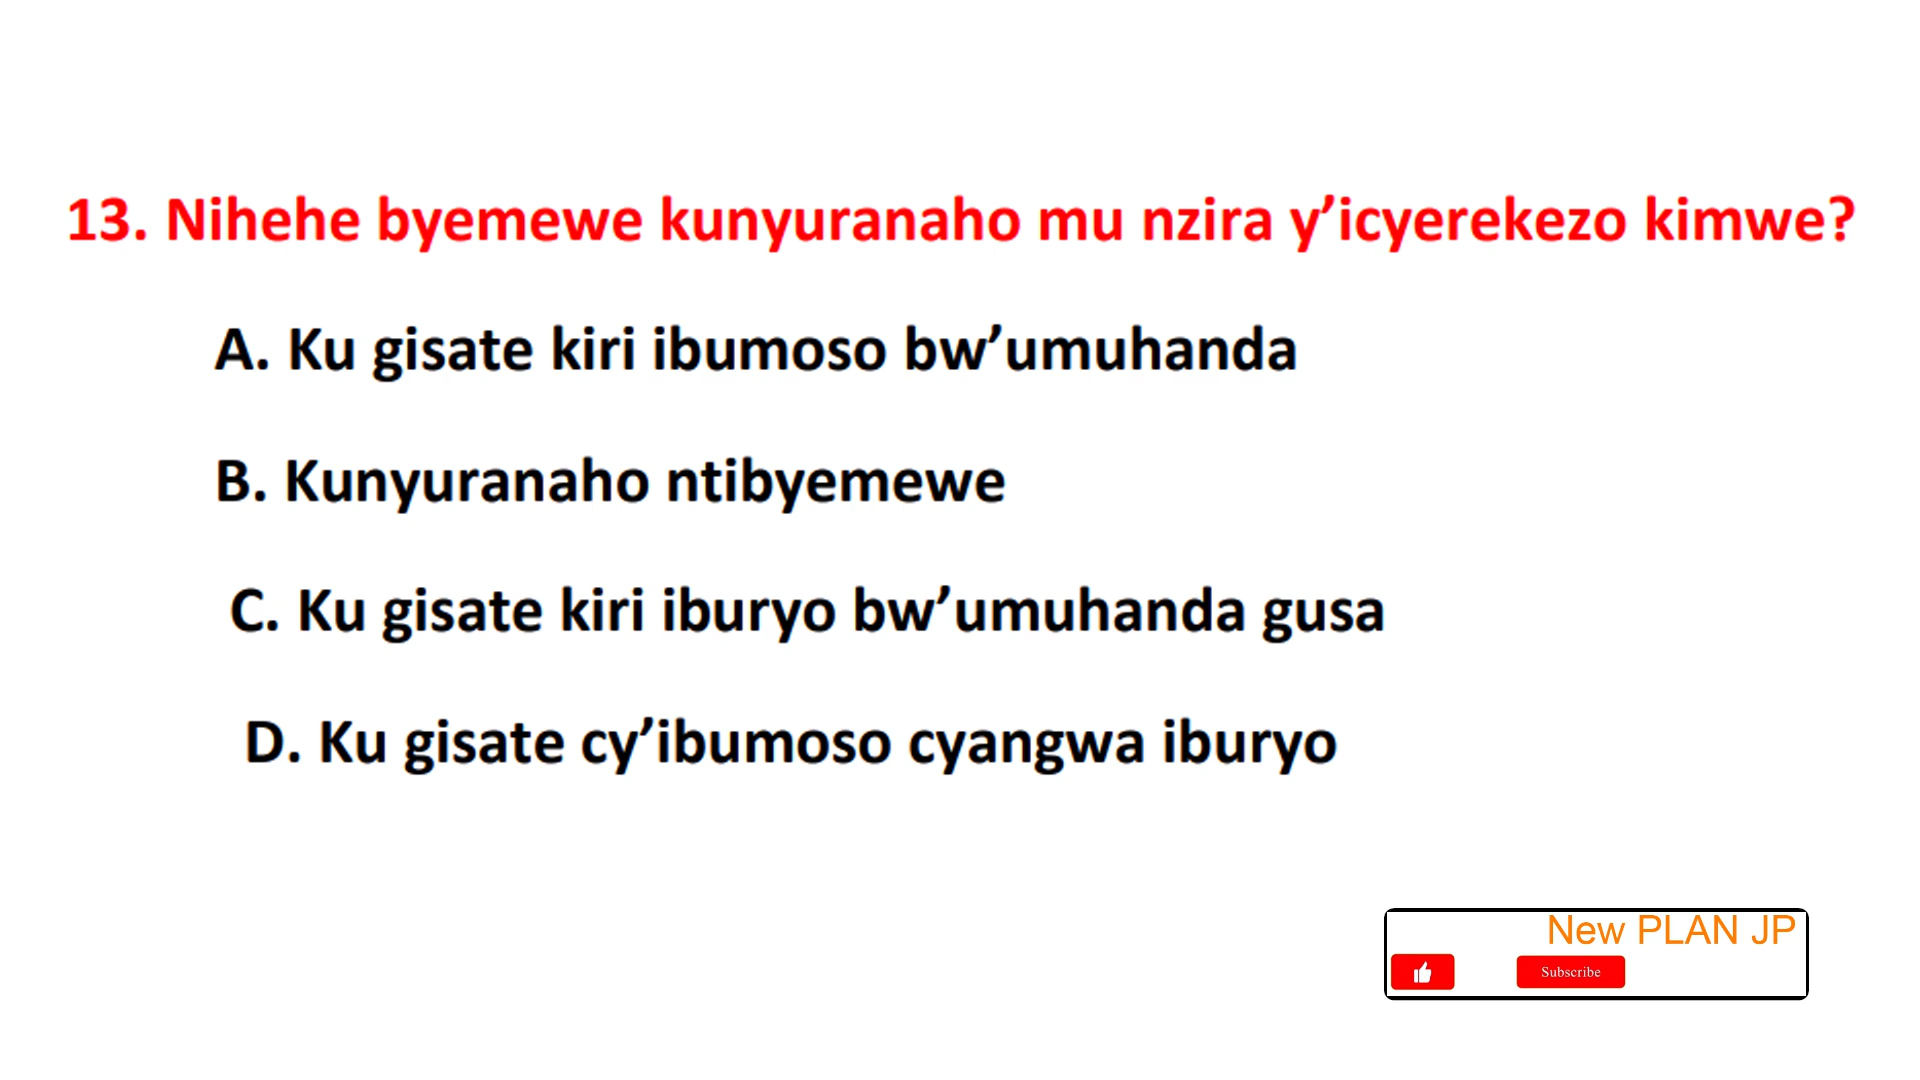 13. Nihehe byemewe kunyuranaho mu nzira y’icyerekezo kimwe?
A. Ku gisate kiri ibumoso bw’umuhanda
B. Kunyuranaho ntibyemewe
C. Ku gisate kiri iburyo bw’umuhanda gusa
D. Ku gisate cy’ibumoso cyangwa iburyo
New PLAN JP
Subscribe